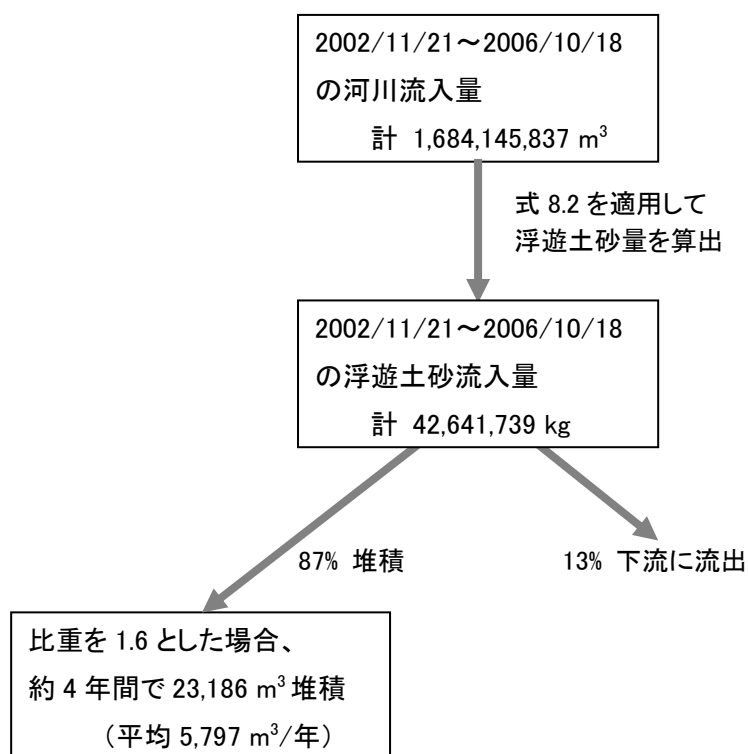 2002/11/21～2006/10/18
の河川流入量
計 1,684,145,837 m³
式 8.2 を適用して
浮遊土砂量を算出
2002/11/21～2006/10/18
の浮遊土砂流入量
計 42,641,739 kg
87% 堆積
13% 下流に流出
比重を 1.6 とした場合、
約 4 年間で 23,186 m³ 堆積
（平均 5,797 m³/年）